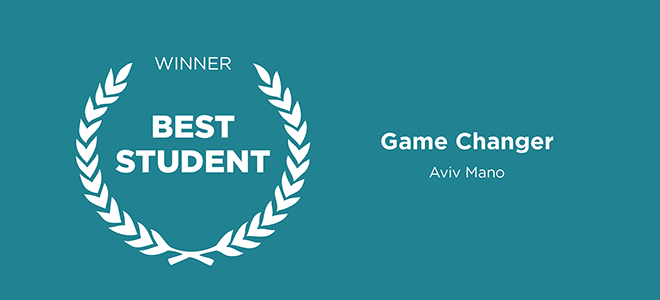 WINNER
BEST
STUDENT
Game Changer
Aviv Mano